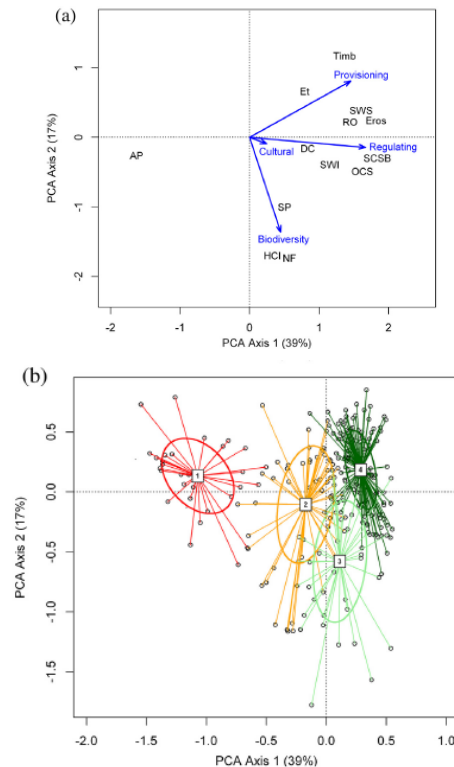 (a)
Timb
Provisioning
Et
SWS
RO
Eros
DC
Cultural
Regulating
SCSB
SWI
OCS
AP
SP
Biodiversity
HCI NF
1
0
-1
-2
PCA Axis 2 (17%)
-2 -1 0 1 2
PCA Axis 1 (39%)
(b)
1
2
3
4
0.5
0.0
-0.5
-1.0
-1.5
PCA Axis 2 (17%)
-2.0 -1.5 -1.0 -0.5 0.0 0.5 1.0
PCA Axis 1 (39%)